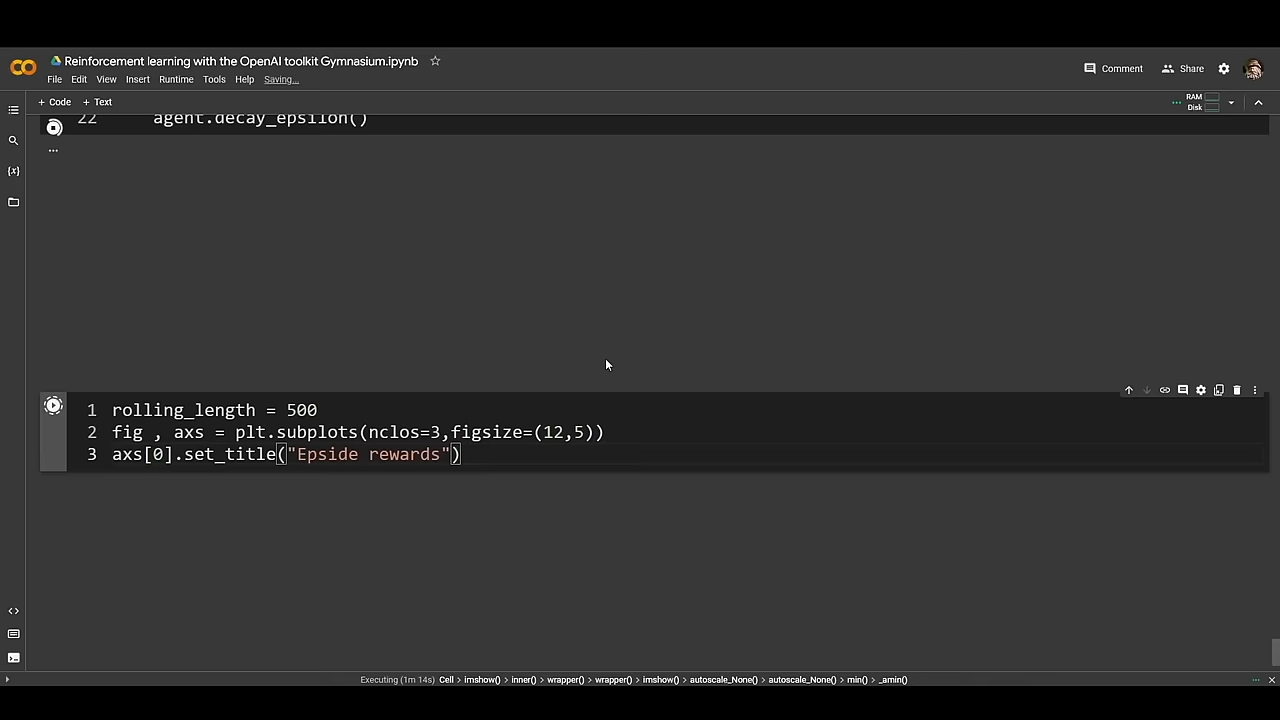 Reinforcement learning with the OpenAI toolkit Gymnasium.ipynb
File Edit View Insert Runtime Tools Help Saving...
Comment
Share
RAM
Disk
+ Code + Text
22 agent.decay_epsilon()
...
1 rolling_length = 500
2 fig , axs = plt.subplots(nclos=3,figsize=(12,5))
3 axs[0].set_title("Epside rewards")
Executing (1m 14s) Cell > imshow() > inner() > wrapper() > wrapper() > imshow() > autoscale_None() > autoscale_None() > min() > _amin()